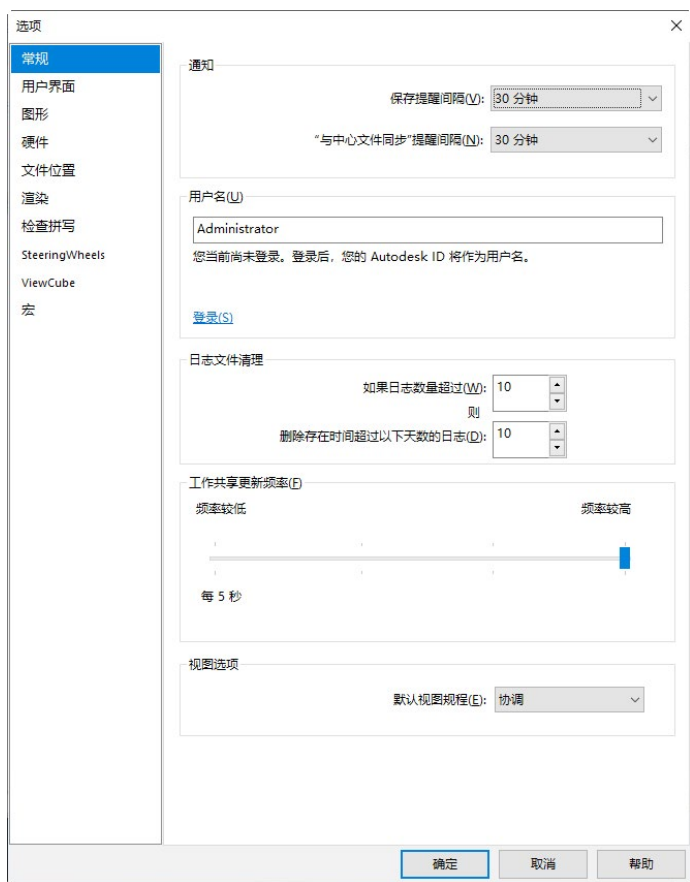 选项
常规
用户界面
图形
硬件
文件位置
渲染
检查拼写
SteeringWheels
ViewCube
宏
通知
保存提醒间隔(V): 30 分钟
“与中心文件同步”提醒间隔(N): 30 分钟
用户名(U)
Administrator
您当前尚未登录。登录后，您的 Autodesk ID 将作为用户名。
登录(S)
日志文件清理
如果日志数量超过(W): 10
则
删除存在时间超过以下天数的日志(D): 10
工作共享更新频率(F)
频率较低 频率较高
每 5 秒
视图选项
默认视图规程(E): 协调
确定 取消 帮助